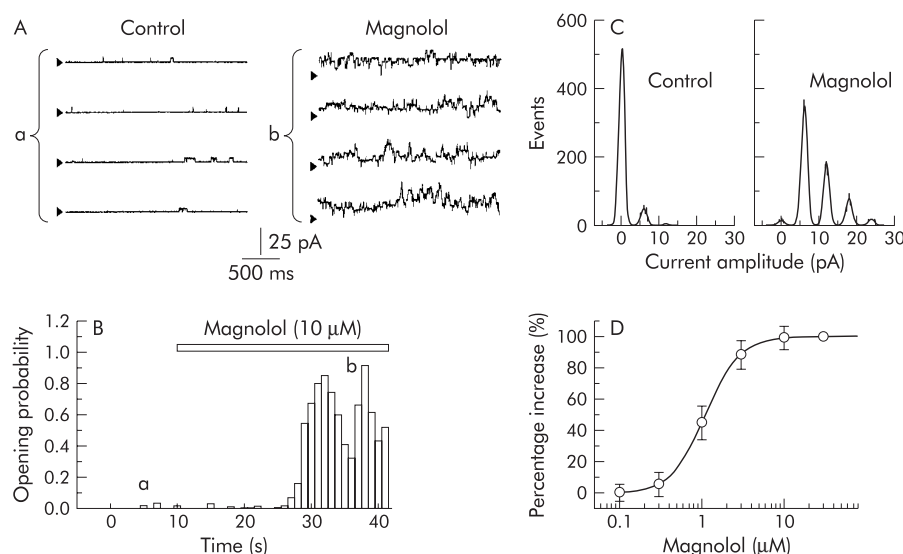 A
Control
Magnolol
a
b
25 pA
500 ms
C
600
400
200
0
Events
Control
Magnolol
0 10 20 30
0 10 20 30
Current amplitude (pA)
B
Magnolol (10 μM)
1.2
1.0
0.8
0.6
0.4
0.2
0.0
Opening probability
a
b
0 10 20 30 40
Time (s)
D
100
80
60
40
20
0
Percentage increase (%)
0.1 1 10
Magnolol (μM)